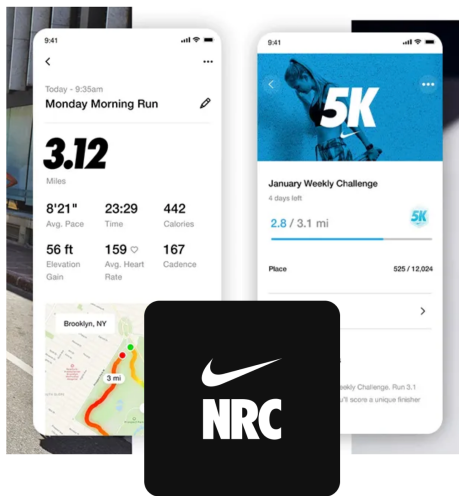 9:41
Today - 9:35am
Monday Morning Run
3.12
Miles
8'21" 23:29 442
Avg. Pace Time Calories
56 ft 159 167
Elevation Gain Avg. Heart Rate Cadence
Brooklyn, NY
3 mi
9:41
5K
January Weekly Challenge
4 days left
2.8 / 3.1 mi
5K
Place 525 / 12,024
Weekly Challenge. Run 3.1
score a unique finisher
NRC